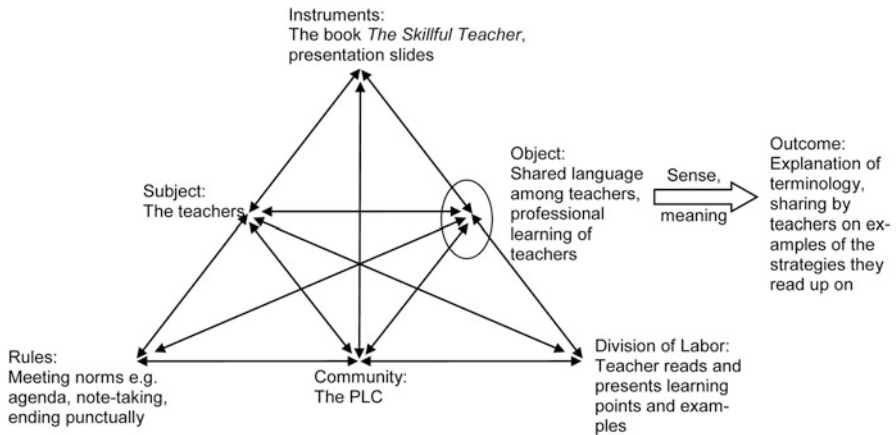 Instruments:
The book The Skillful Teacher,
presentation slides
Subject:
The teachers
Object:
Shared language
among teachers,
professional
learning of
teachers
Sense,
meaning
Outcome:
Explanation of
terminology,
sharing by
teachers on ex-
amples of the
strategies they
read up on
Rules:
Meeting norms e.g.
agenda, note-taking,
ending punctually
Community:
The PLC
Division of Labor:
Teacher reads and
presents learning
points and exam-
ples